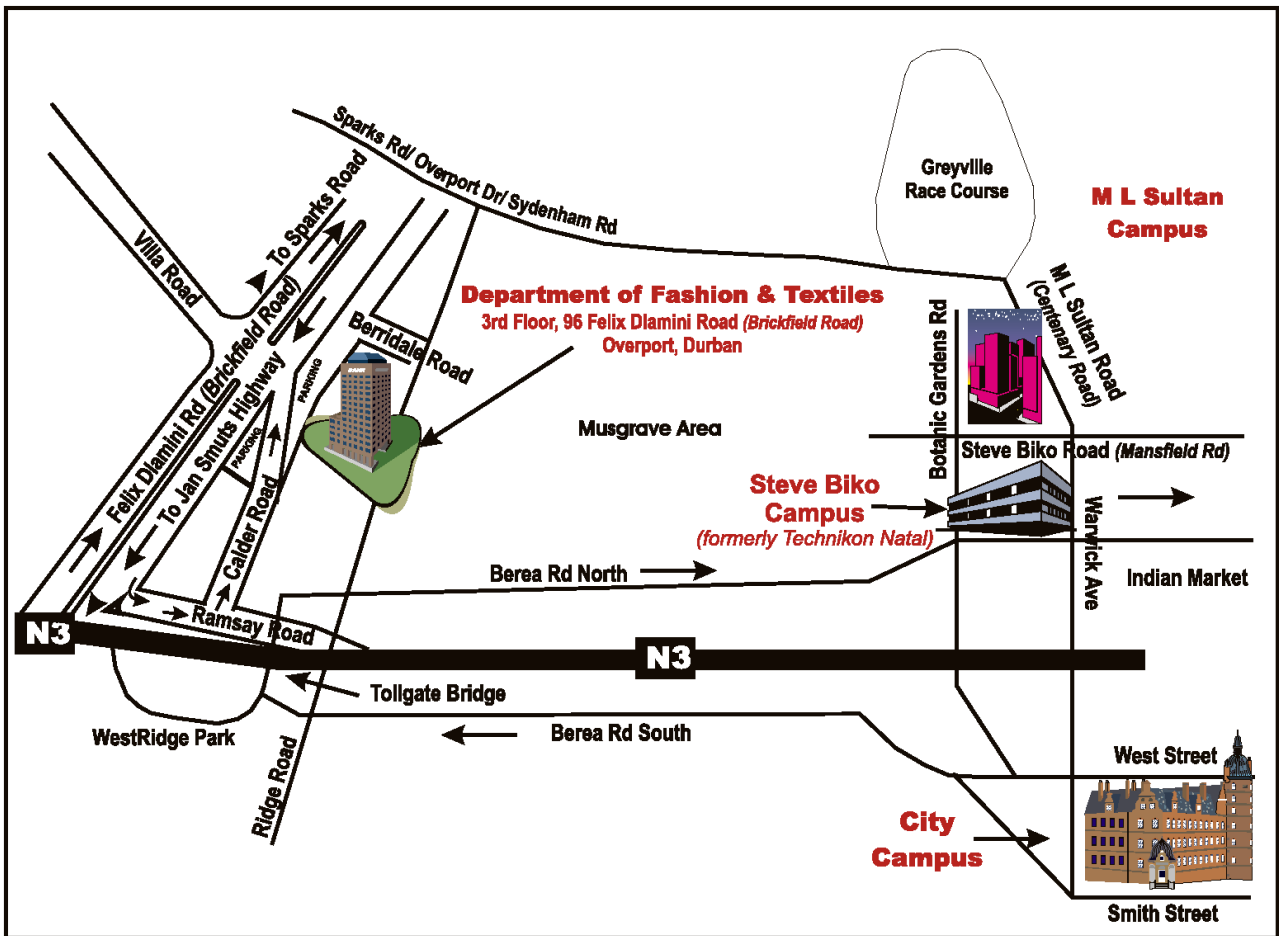 Sparks Rd/ Overport Dr/ Sydenham Rd
Greyville
Race Course
M L Sultan
Campus
To Sparks Road
Villa Road
M L Sultan Road
(Centenary Road)
Department of Fashion & Textiles
3rd Floor, 96 Felix Dlamini Road (Brickfield Road)
Overport, Durban
Berridale Road
Felix Dlamini Rd (Brickfield Road)
To Jan Smuts Highway
PARKING
PARKING
BANK
Botanic Gardens Rd
Musgrave Area
Steve Biko Road (Mansfield Rd)
Steve Biko
Campus
(formerly Technikon Natal)
Warwick Ave
Calder Road
Berea Rd North
Indian Market
Ramsay Road
N3
N3
Tollgate Bridge
WestRidge Park
Berea Rd South
Ridge Road
West Street
City
Campus
Smith Street